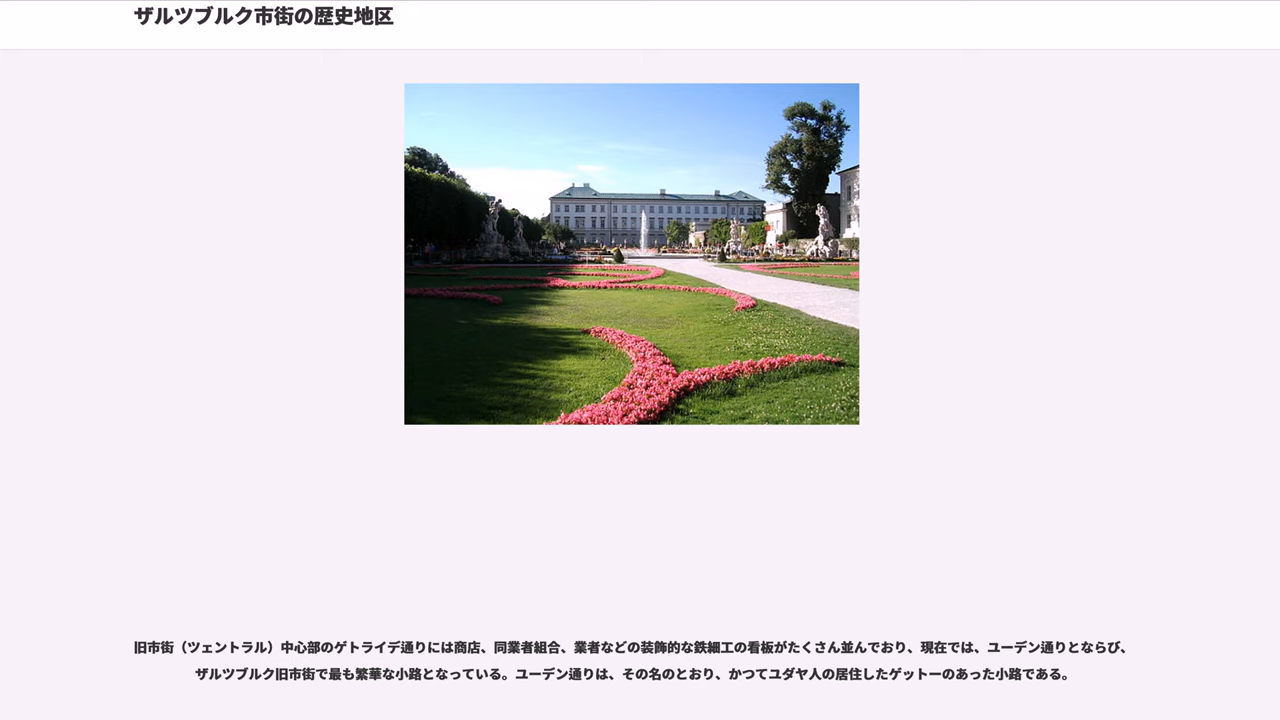 ザルツブルク市街の歴史地区
旧市街（ツェントラル）中心部のゲトライデ通りには商店、同業者組合、業者などの装飾的な鉄細工の看板がたくさん並んでおり、現在では、ユーデン通りとならび、
ザルツブルク旧市街で最も繁華な小路となっている。ユーデン通りは、その名のとおり、かつてユダヤ人の居住したゲットーのあった小路である。